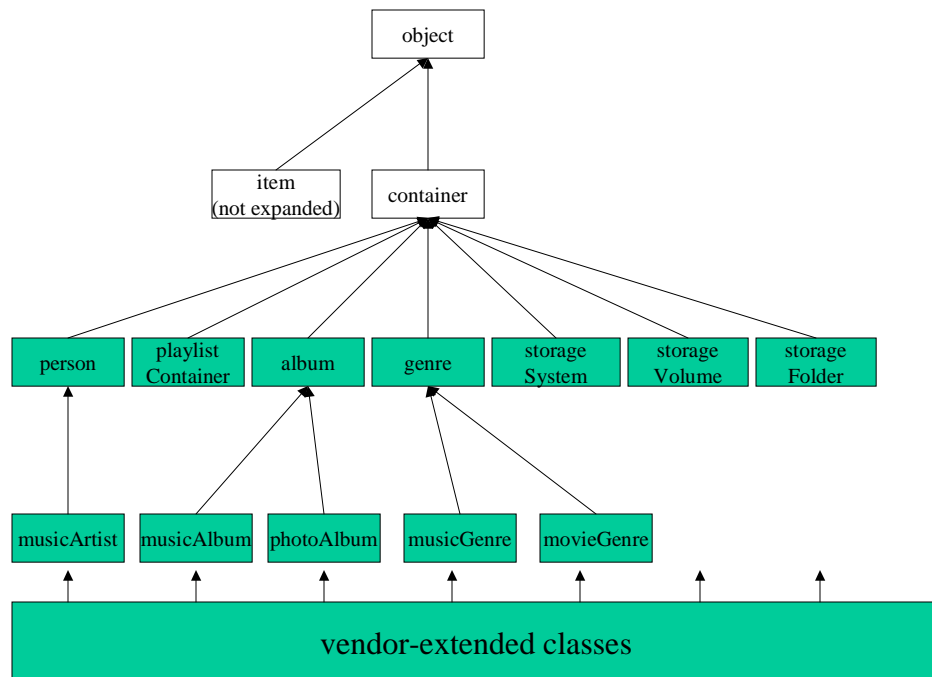 object
item
(not expanded)
container
person
playlist
Container
album
genre
storage
System
storage
Volume
storage
Folder
musicArtist
musicAlbum
photoAlbum
musicGenre
movieGenre
vendor-extended classes